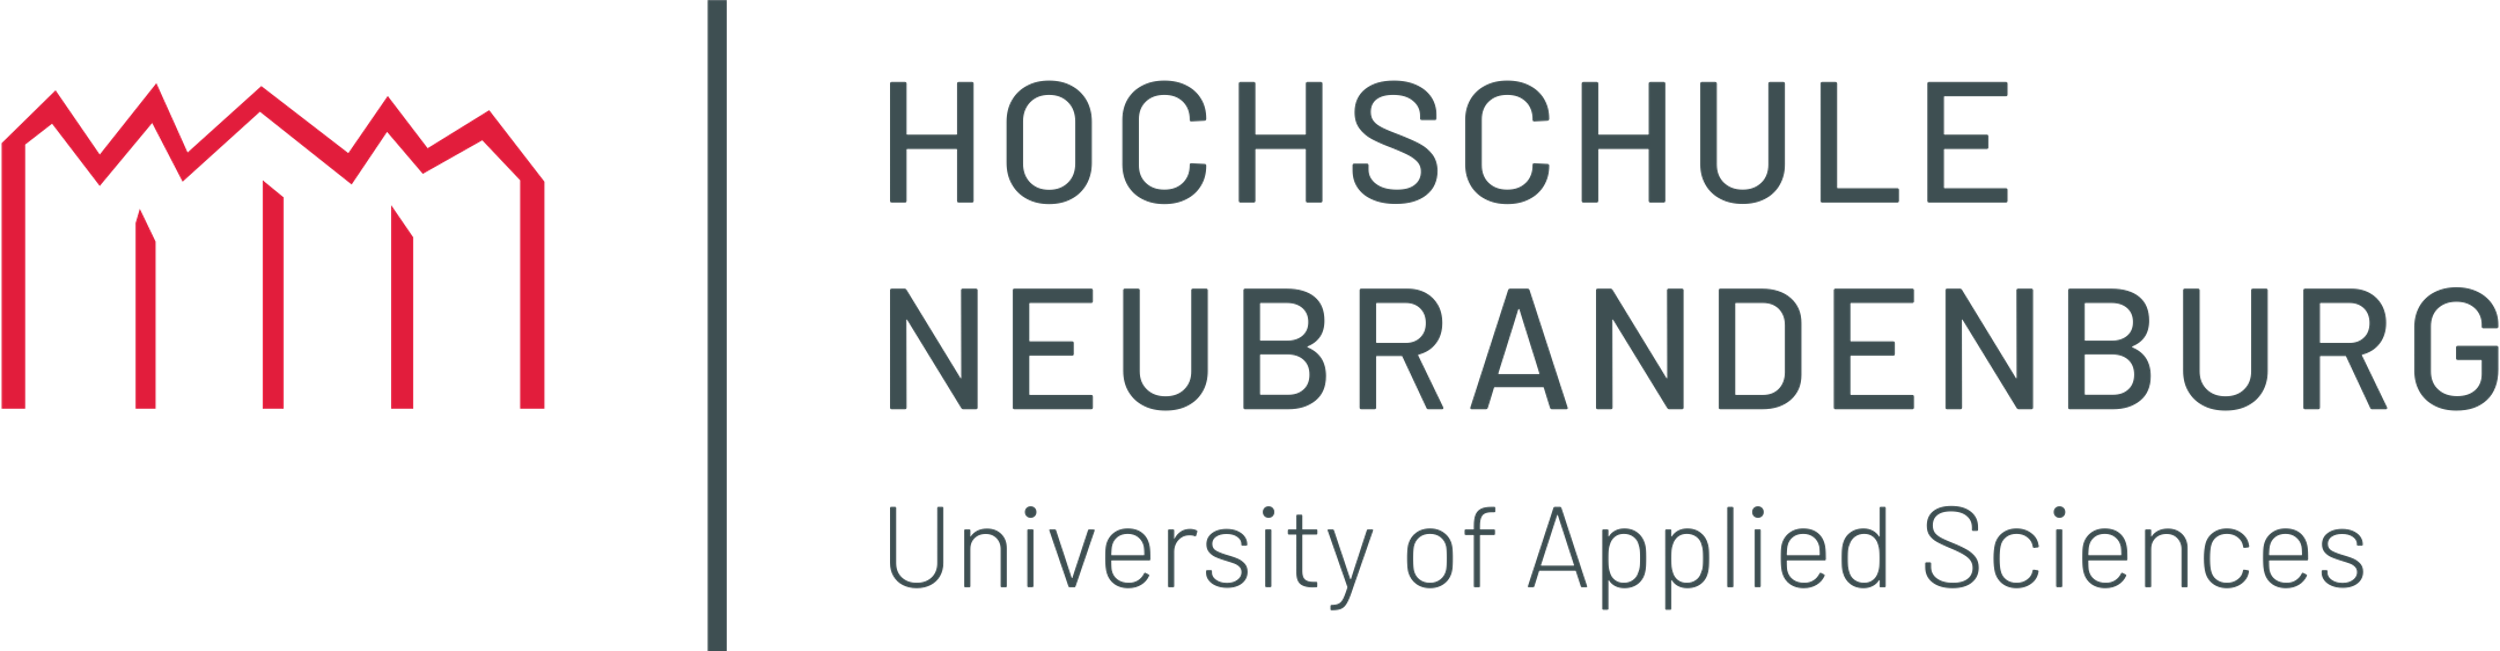 HOCHSCHULE
NEUBRANDENBURG
University of Applied Sciences